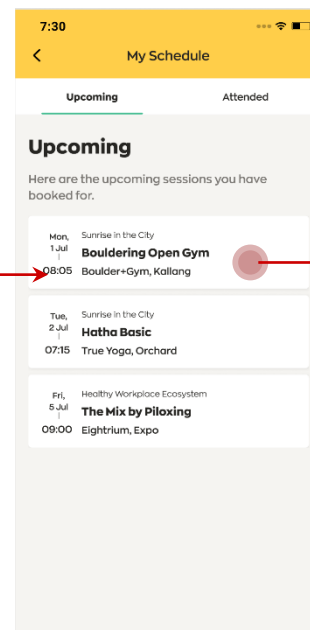 7:30
My Schedule
Upcoming
Attended
Upcoming
Here are the upcoming sessions you have
booked for.
Mon,
1 Jul
08:05
Sunrise in the City
Bouldering Open Gym
Boulder+Gym, Kallang
Tue,
2 Jul
07:15
Sunrise in the City
Hatha Basic
True Yoga, Orchard
Fri,
5 Jul
09:00
Healthy Workplace Ecosystem
The Mix by Piloxing
Eightrium, Expo